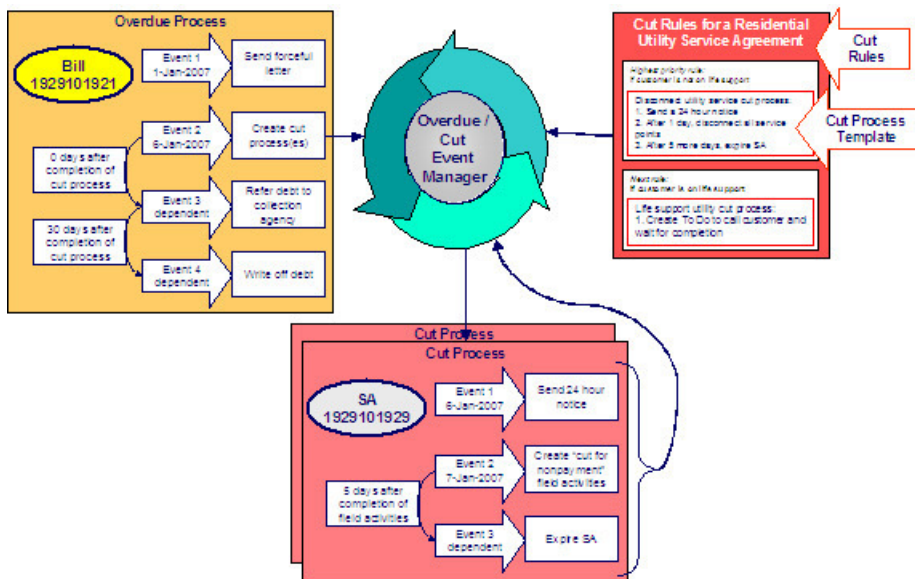 Overdue Process
Bill
1929101921
Event 1
1-Jan-2007
Send forceful
letter
Event 2
6-Jan-2007
Create cut
process(es)
0 days after
completion of
cut process
Event 3
dependent
Refer debt to
collection
agency
30 days after
completion of
cut process
Event 4
dependent
Write off debt
Overdue /
Cut
Event
Manager
Cut Rules for a Residential
Utility Service Agreement
Highest priority rule:
If customer is not on life support
Disconnect utility service cut process:
1. Send a 24 hour notice
2. After 1 day, disconnect all service
points
2. After 5 more days, expire SA
Next rule:
If customer is on life support
Life support utility cut process:
1. Create To Do to call customer and
wait for completion
Cut
Rules
Cut Process
Template
Cut Process
Cut Process
SA
1929101929
Event 1
6-Jan-2007
Send 24 hour
notice
Event 2
7-Jan-2007
Create "cut for
nonpayment"
field activities
5 days after
completion of
field activities
Event 3
dependent
Expire SA